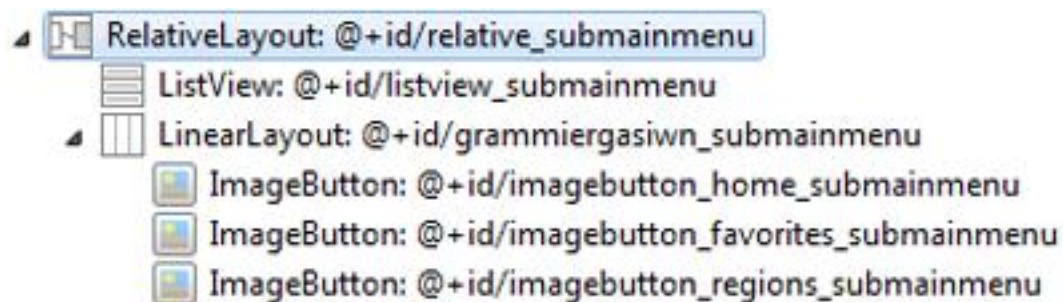 RelativeLayout: @+id/relative_submainmenu
ListView: @+id/listview_submainmenu
LinearLayout: @+id/grammiergasiwn_submainmenu
ImageButton: @+id/imagebutton_home_submainmenu
ImageButton: @+id/imagebutton_favorites_submainmenu
ImageButton: @+id/imagebutton_regions_submainmenu